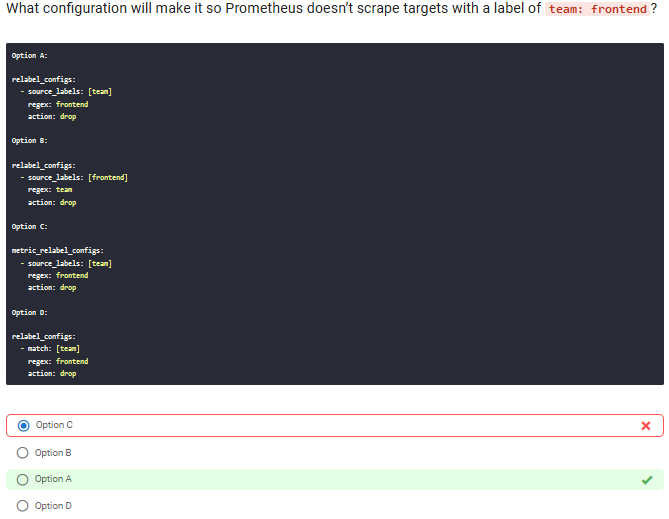 What configuration will make it so Prometheus doesn't scrape targets with a label of team: frontend?
Option A:
relabel_configs:
- source_labels: [team]
regex: frontend
action: drop
Option B:
relabel_configs:
- source_labels: [frontend]
regex: team
action: drop
Option C:
metric_relabel_configs:
- source_labels: [team]
regex: frontend
action: drop
Option D:
relabel_configs:
- match: [team]
regex: frontend
action: drop
Option C
Option B
Option A
Option D